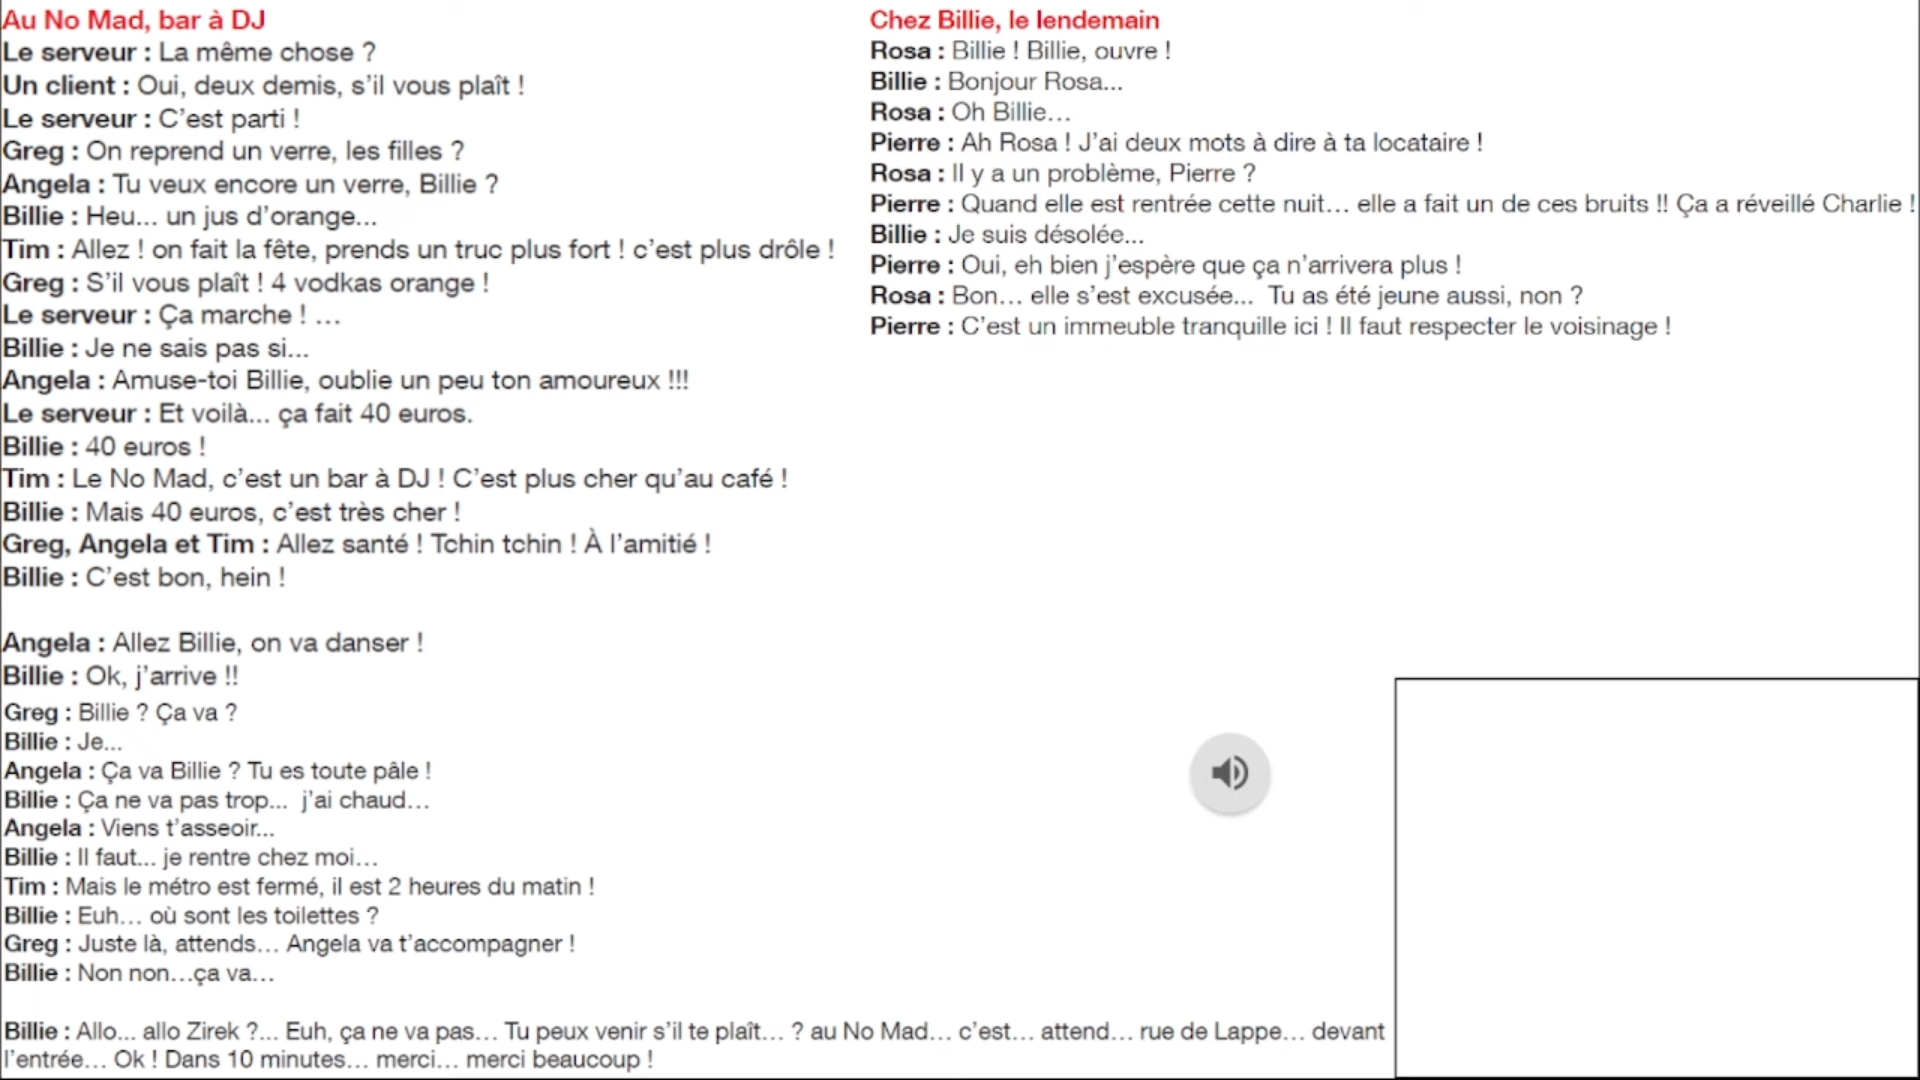 Au No Mad, bar à DJ
Le serveur : La même chose ?
Un client : Oui, deux demis, s'il vous plaît !
Le serveur : C'est parti !
Greg : On reprend un verre, les filles ?
Angela : Tu veux encore un verre, Billie ?
Billie : Heu... un jus d'orange...
Tim : Allez ! on fait la fête, prends un truc plus fort ! c'est plus drôle !
Greg : S'il vous plaît ! 4 vodkas orange !
Le serveur : Ça marche ! ...
Billie : Je ne sais pas si...
Angela : Amuse-toi Billie, oublie un peu ton amoureux !!!
Le serveur : Et voilà... ça fait 40 euros.
Billie : 40 euros !
Tim : Le No Mad, c'est un bar à DJ ! C'est plus cher qu'au café !
Billie : Mais 40 euros, c'est très cher !
Greg, Angela et Tim : Allez santé ! Tchin tchin ! À l'amitié !
Billie : C'est bon, hein !
Angela : Allez Billie, on va danser !
Billie : Ok, j'arrive !!
Greg : Billie ? Ça va ?
Billie : Je...
Angela : Ça va Billie ? Tu es toute pâle !
Billie : Ça ne va pas trop... j'ai chaud...
Angela : Viens t'asseoir...
Billie : Il faut... je rentre chez moi...
Tim : Mais le métro est fermé, il est 2 heures du matin !
Billie : Euh... où sont les toilettes ?
Greg : Juste là, attends... Angela va t'accompagner !
Billie : Non non...ça va...
Billie : Allo... allo Zirek ?... Euh, ça ne va pas... Tu peux venir s'il te plaît... ? au No Mad... c'est... attend... rue de Lappe... devant
l'entrée... Ok ! Dans 10 minutes... merci... merci beaucoup !
Chez Billie, le lendemain
Rosa : Billie ! Billie, ouvre !
Billie : Bonjour Rosa...
Rosa : Oh Billie...
Pierre : Ah Rosa ! J'ai deux mots à dire à ta locataire !
Rosa : Il y a un problème, Pierre ?
Pierre : Quand elle est rentrée cette nuit... elle a fait un de ces bruits !! Ça a réveillé Charlie !
Billie : Je suis désolée...
Pierre : Oui, eh bien j'espère que ça n'arrivera plus !
Rosa : Bon... elle s'est excusée... Tu as été jeune aussi, non ?
Pierre : C'est un immeuble tranquille ici ! Il faut respecter le voisinage !